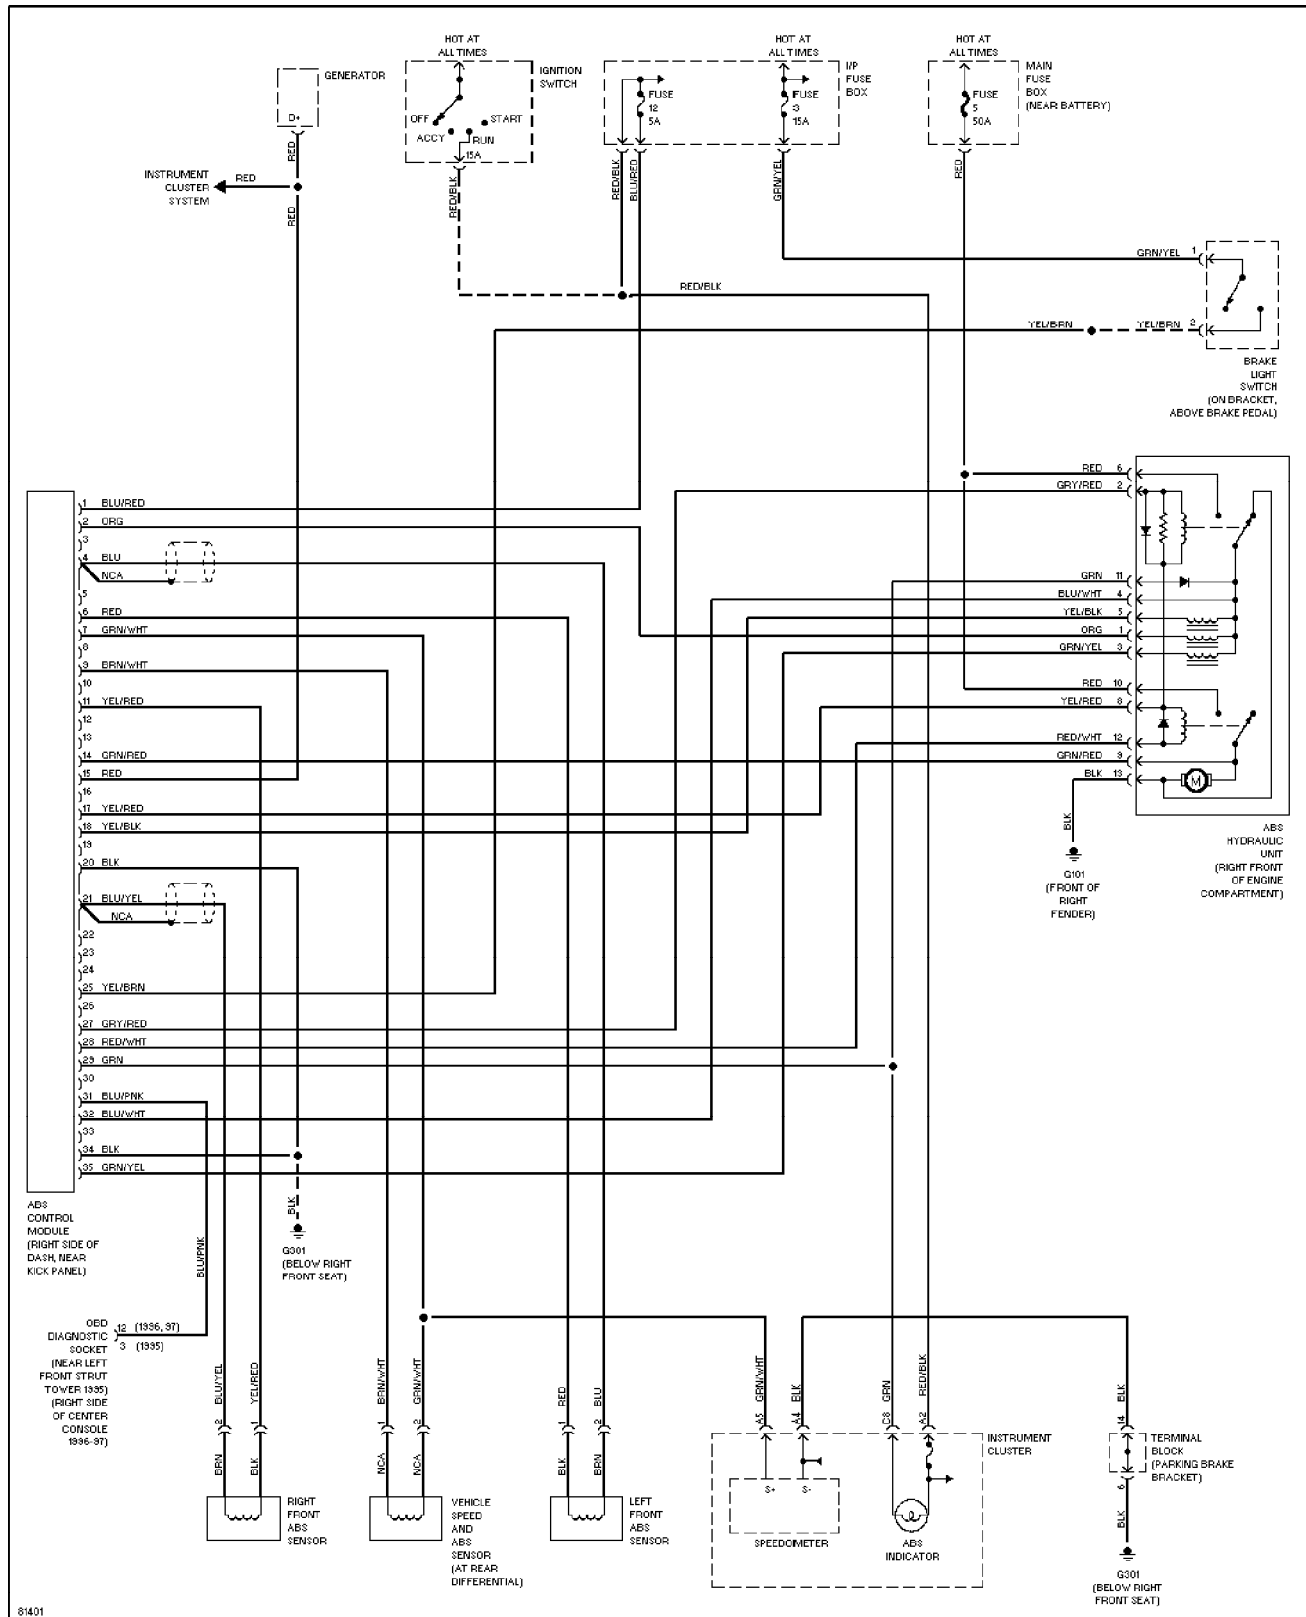 HOT AT
ALL TIMES
HOT AT
ALL TIMES
HOT AT
ALL TIMES
GENERATOR
D+
IGNITION
SWITCH
OFF
ACCY
START
RUN
15A
I/P
FUSE
BOX
FUSE
12
5A
FUSE
3
15A
MAIN
FUSE
BOX
(NEAR BATTERY)
FUSE
5
50A
RED
RED/BLK
RED/BLK
BLU/RED
GRN/YEL
RED
INSTRUMENT
CLUSTER
SYSTEM
RED
RED
GRN/YEL 1
RED/BLK
YEL/BRN
YEL/BRN 2
BRAKE
LIGHT
SWITCH
(ON BRACKET,
ABOVE BRAKE PEDAL)
RED 6
GRY/RED 2
GRN 11
BLU/WHT 4
YEL/BLK 5
ORG 1
GRN/YEL 3
RED 10
YEL/RED 8
RED/WHT 12
GRN/RED 9
BLK 13
M
BLK
G101
(FRONT OF
RIGHT
FENDER)
ABS
HYDRAULIC
UNIT
(RIGHT FRONT
OF ENGINE
COMPARTMENT)
1 BLU/RED
2 ORG
3
4 BLU
NCA
5
6 RED
7 GRN/WHT
8
9 BRN/WHT
10
11 YEL/RED
12
13
14 GRN/RED
15 RED
16
17 YEL/RED
18 YEL/BLK
19
20 BLK
21 BLU/YEL
NCA
22
23
24
25 YEL/BRN
26
27 GRY/RED
28 RED/WHT
29 GRN
30
31 BLU/PNK
32 BLU/WHT
33
34 BLK
35 GRN/YEL
ABS
CONTROL
MODULE
(RIGHT SIDE OF
DASH, NEAR
KICK PANEL)
BLU/PNK
BLK
G301
(BELOW RIGHT
FRONT SEAT)
OBD
DIAGNOSTIC
SOCKET
(NEAR LEFT
FRONT STRUT
TOWER 1995)
(RIGHT SIDE
OF CENTER
CONSOLE
1996-97)
12 (1996, 97)
3 (1995)
2 BLU/YEL
1 YEL/RED
1 BRN/WHT
2 GRN/WHT
1 RED
2 BLU
A5 GRN/WHT
A4 BLK
C8 GRN
A2 RED/BLK
14 BLK
BRN
BLK
NCA
NCA
BLK
BRN
RIGHT
FRONT
ABS
SENSOR
VEHICLE
SPEED
AND
ABS
SENSOR
(AT REAR
DIFFERENTIAL)
LEFT
FRONT
ABS
SENSOR
S+
S-
SPEEDOMETER
ABS
INDICATOR
INSTRUMENT
CLUSTER
TERMINAL
BLOCK
(PARKING BRAKE
BRACKET)
6
BLK
G301
(BELOW RIGHT
FRONT SEAT)
81401